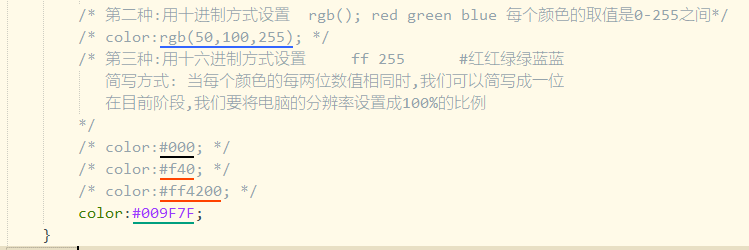 /* 第二种:用十进制方式设置  rgb(); red green blue 每个颜色的取值是0-255之间*/
/* color:rgb(50,100,255); */
/* 第三种:用十六进制方式设置     ff 255      #红红绿绿蓝蓝
简写方式: 当每个颜色的每两位数值相同时,我们可以简写成一位
在目前阶段,我们要将电脑的分辨率设置成100%的比例
*/
/* color:#000; */
/* color:#f40; */
/* color:#ff4200; */
color:#009F7F;
}